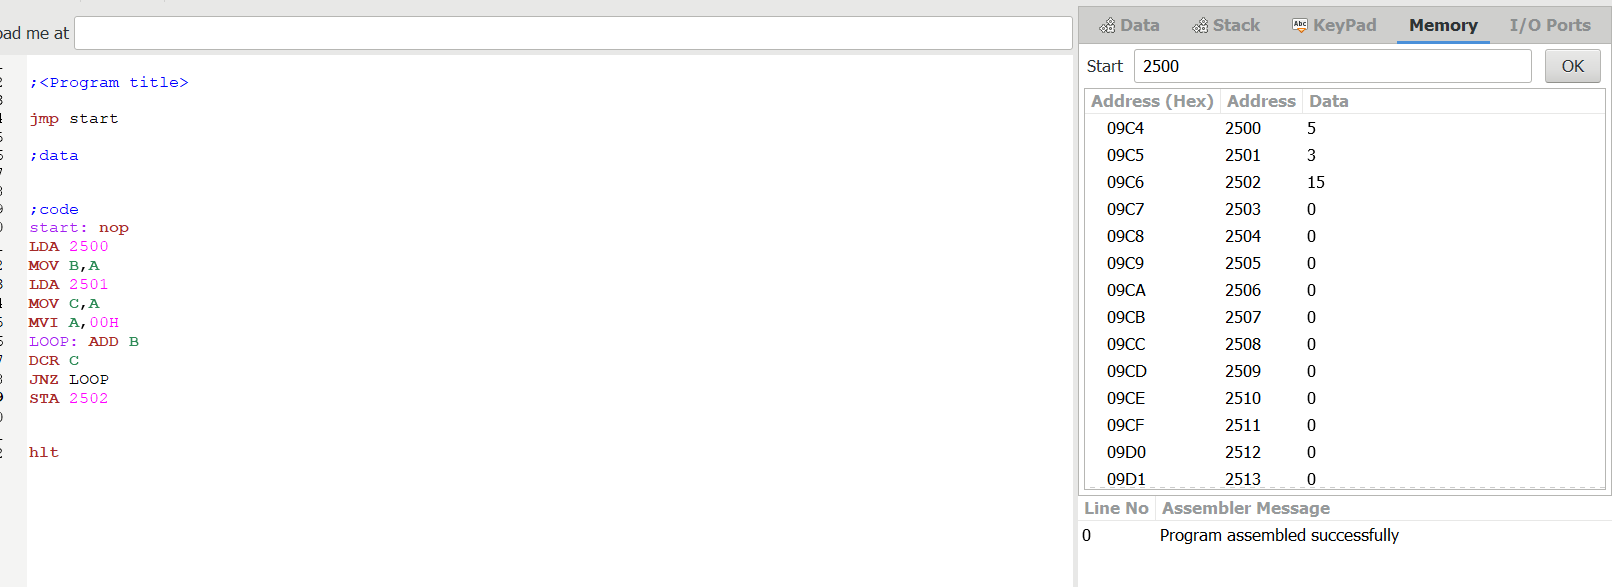 oad me at
;<Program title>
jmp start
;data
;code
start: nop
LDA 2500
MOV B,A
LDA 2501
MOV C,A
MVI A,00H
LOOP: ADD B
DCR C
JNZ LOOP
STA 2502
hlt
Data Stack Abc KeyPad Memory I/O Ports
Start 2500 OK
Address (Hex) Address Data
09C4 2500 5
09C5 2501 3
09C6 2502 15
09C7 2503 0
09C8 2504 0
09C9 2505 0
09CA 2506 0
09CB 2507 0
09CC 2508 0
09CD 2509 0
09CE 2510 0
09CF 2511 0
09D0 2512 0
09D1 2513 0
Line No Assembler Message
0 Program assembled successfully